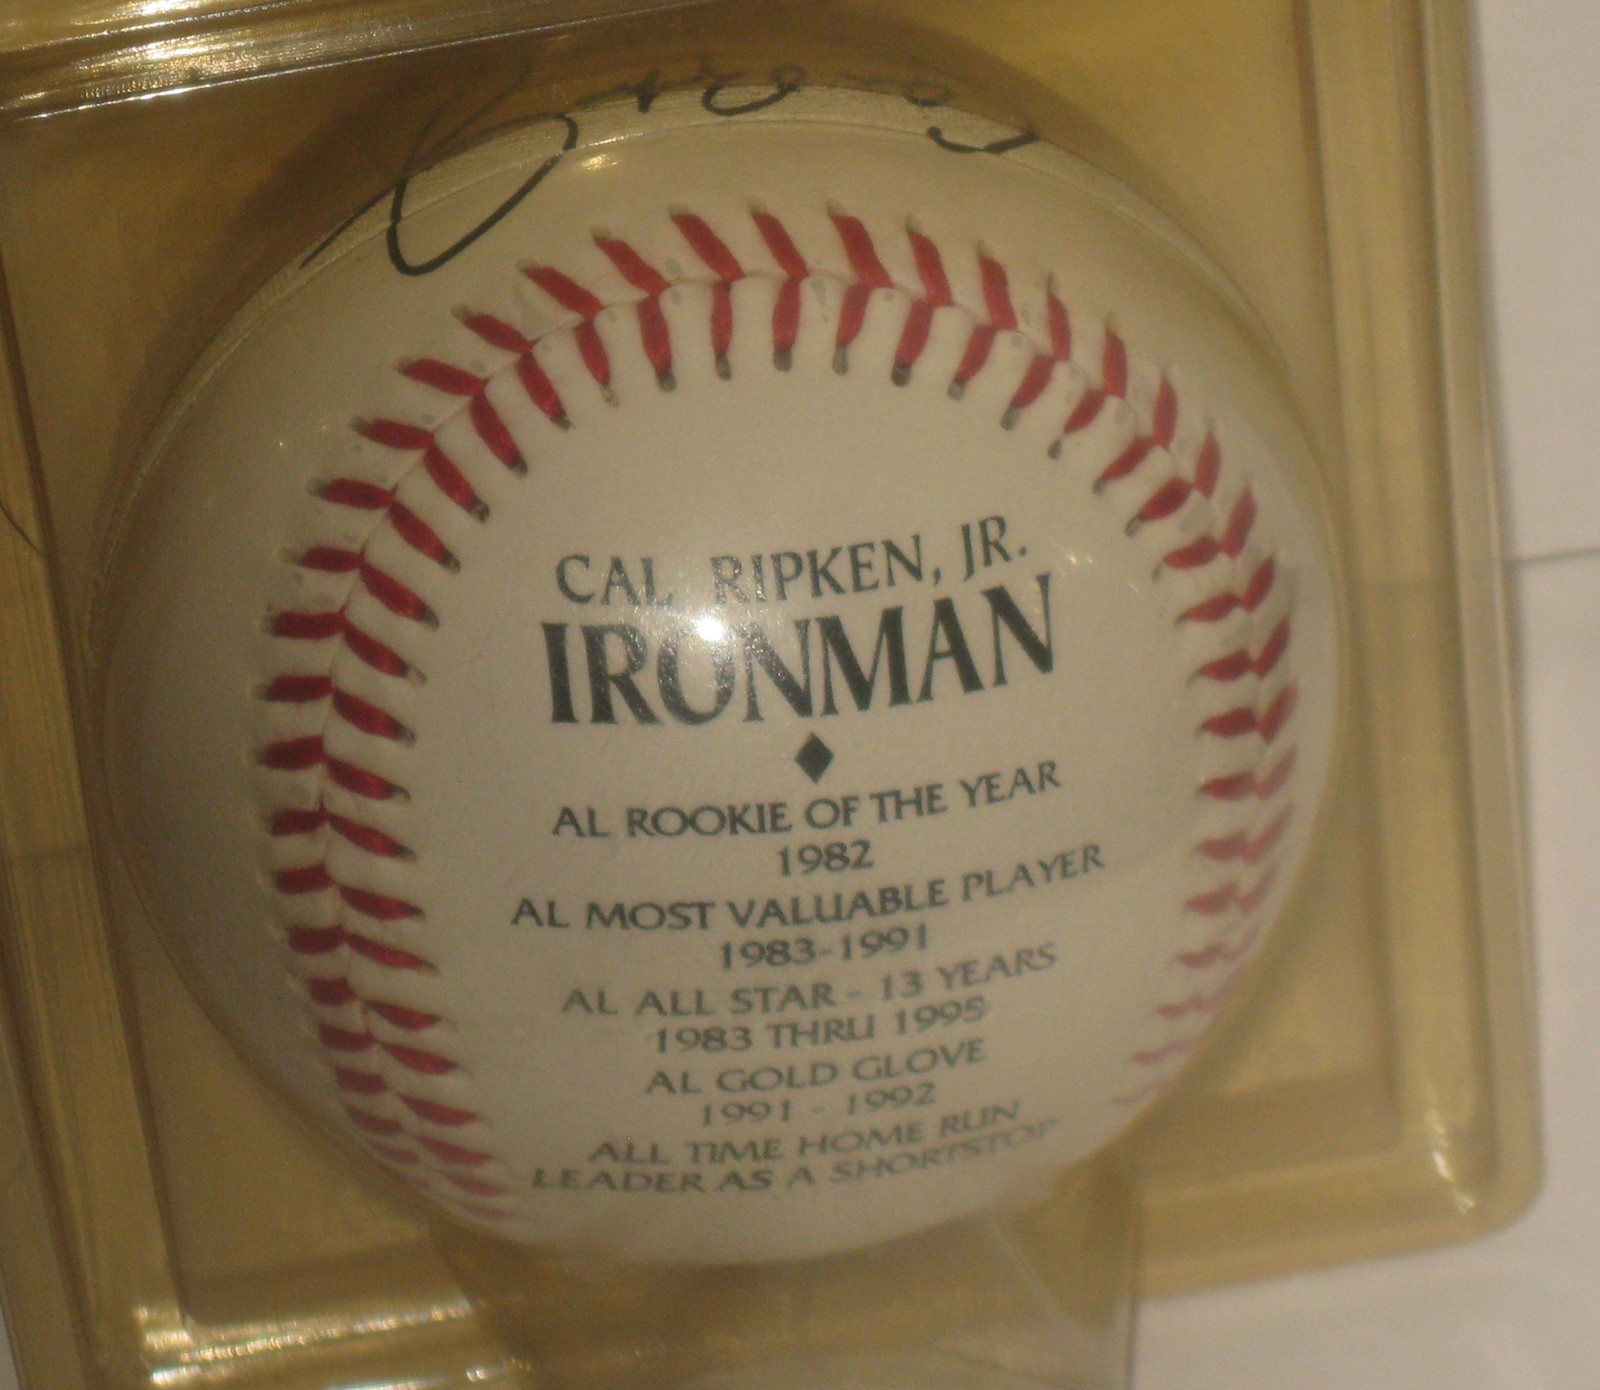 CAL RIPKEN, JR.
IRONMAN
AL ROOKIE OF THE YEAR
1982
AL MOST VALUABLE PLAYER
1983-1991
AL ALL STAR - 13 YEARS
1983 THRU 1995
AL GOLD GLOVE
1991 - 1992
ALL TIME HOME RUN
LEADER AS A SHORTSTOP